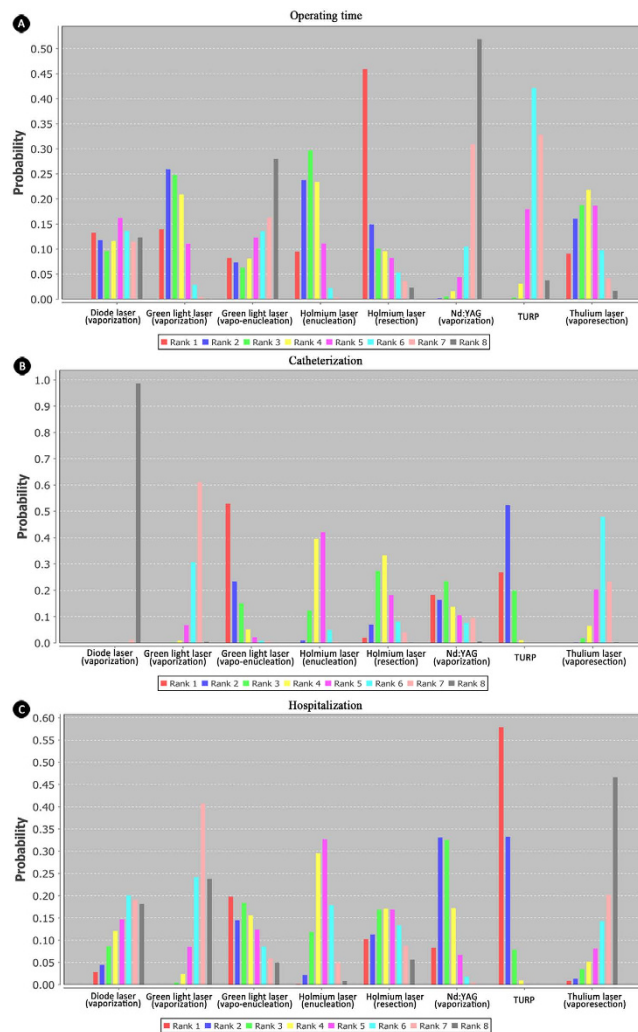 A
Operating time
0.50
0.45
0.40
0.35
0.30
0.25
0.20
0.15
0.10
0.05
0.00
Probability
Diode laser Green light laser Green light laser Holmium laser Holmium laser Nd:YAG TURP Thulium laser
(vaporization) (vaporization) (vapo-enucleation) (enucleation) (resection) (vaporization) (vaporesection)
Rank 1 Rank 2 Rank 3 Rank 4 Rank 5 Rank 6 Rank 7 Rank 8
B
Catheterization
1.0
0.9
0.8
0.7
0.6
0.5
0.4
0.3
0.2
0.1
0.0
Probability
Diode laser Green light laser Green light laser Holmium laser Holmium laser Nd:YAG TURP Thulium laser
(vaporization) (vaporization) (vapo-enucleation) (enucleation) (resection) (vaporization) (vaporesection)
Rank 1 Rank 2 Rank 3 Rank 4 Rank 5 Rank 6 Rank 7 Rank 8
C
Hospitalization
0.60
0.55
0.50
0.45
0.40
0.35
0.30
0.25
0.20
0.15
0.10
0.05
0.00
Probability
Diode laser Green light laser Green light laser Holmium laser Holmium laser Nd:YAG TURP Thulium laser
(vaporization) (vaporization) (vapo-enucleation) (enucleation) (resection) (vaporization) (vaporesection)
Rank 1 Rank 2 Rank 3 Rank 4 Rank 5 Rank 6 Rank 7 Rank 8